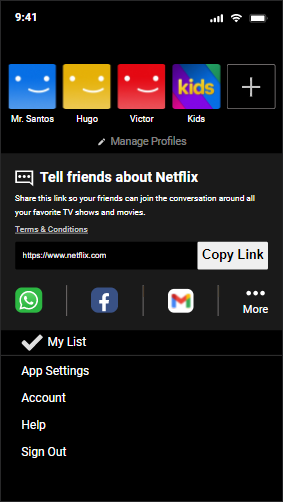 9:41
Mr. Santos
Hugo
Victor
kids
Kids
Manage Profiles
Tell friends about Netflix
Share this link so your friends can join the conversation around all
your favorite TV shows and movies.
Terms & Conditions
https://www.netflix.com
Copy Link
More
My List
App Settings
Account
Help
Sign Out